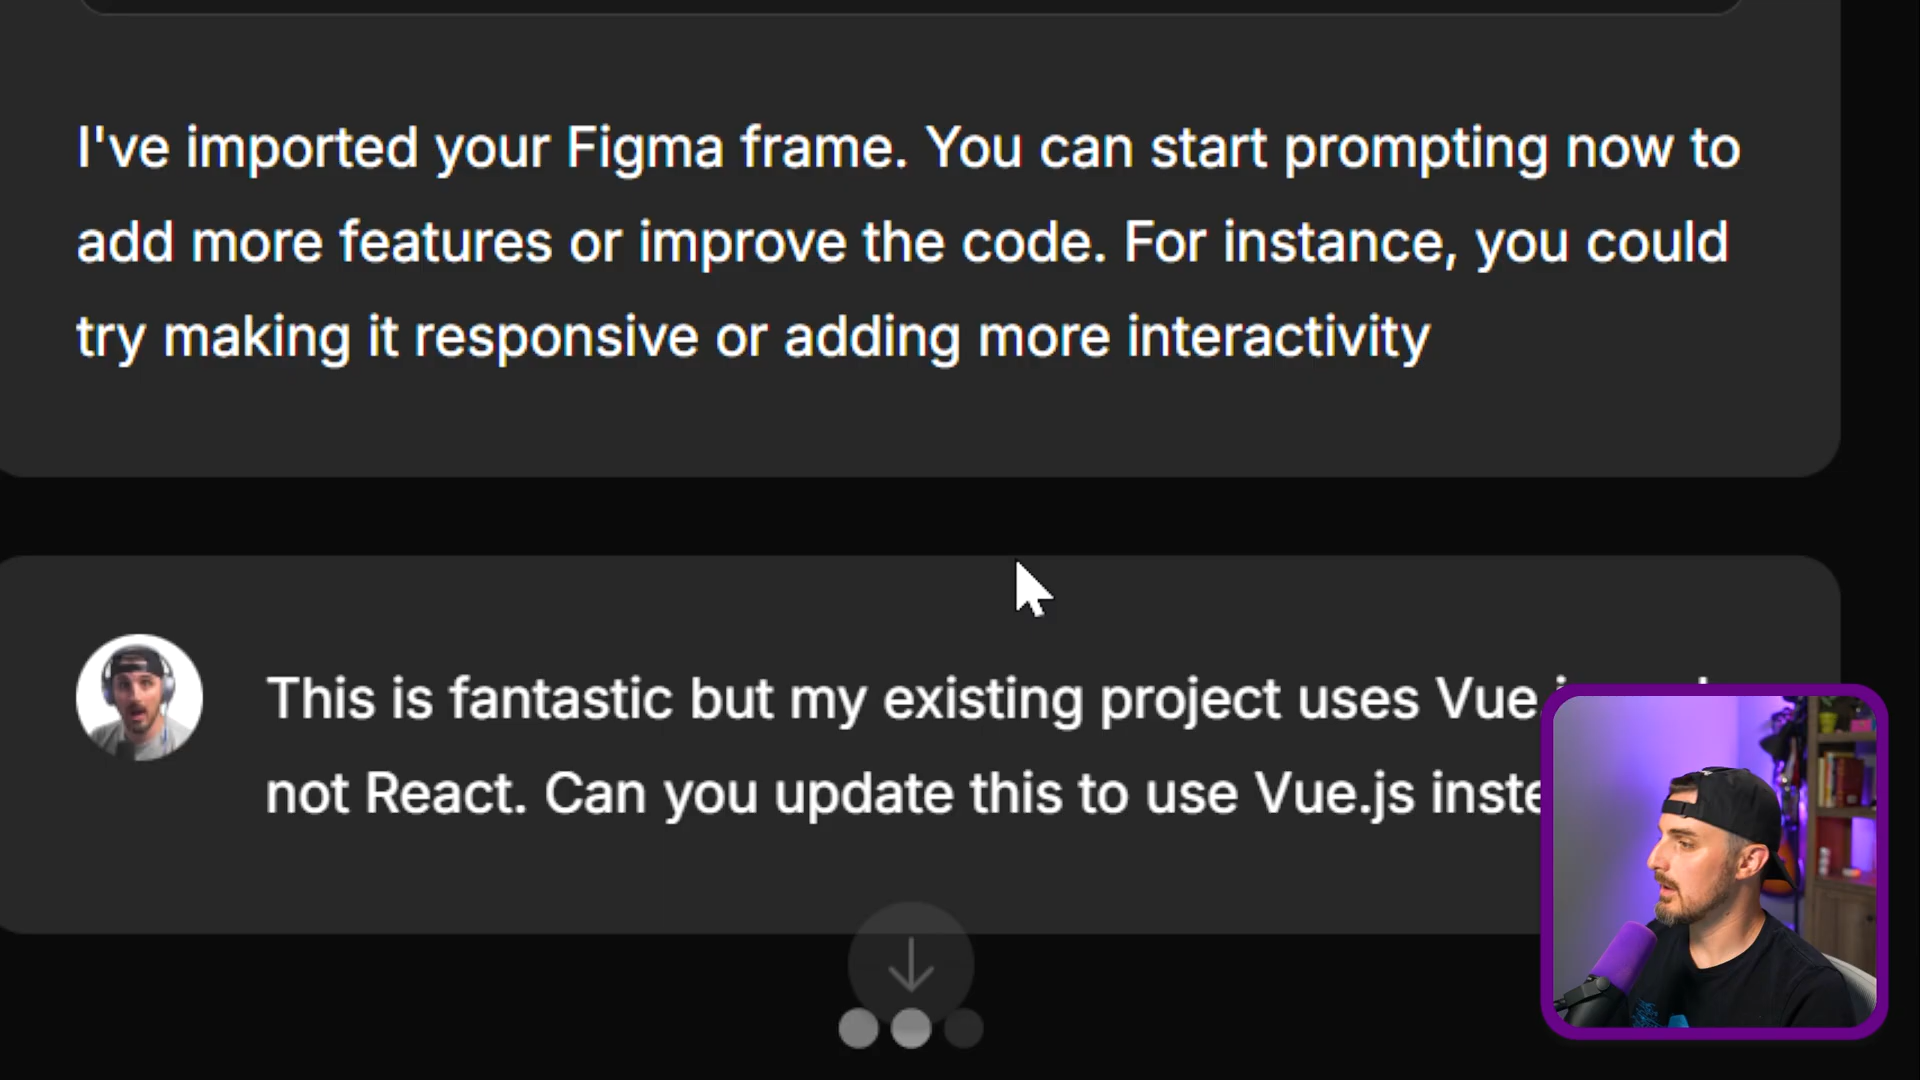 I've imported your Figma frame. You can start prompting now to
add more features or improve the code. For instance, you could
try making it responsive or adding more interactivity
This is fantastic but my existing project uses
not React. Can you update this to use Vue.js